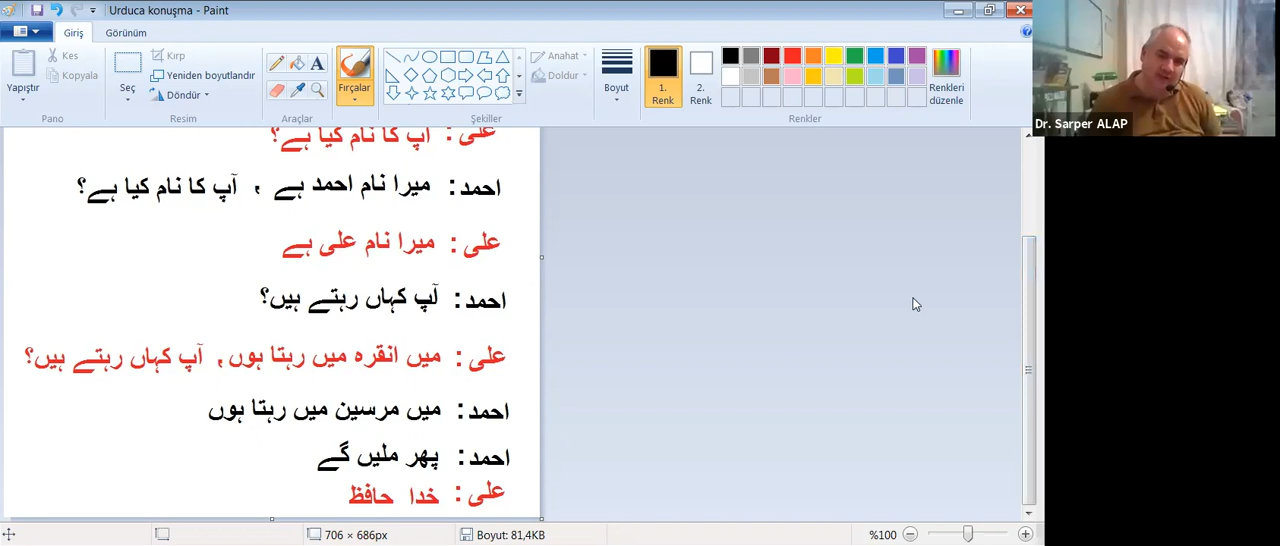 Urduca konuşma - Paint
Giriş
Görünüm
Yapıştır
Kes
Kopyala
Pano
Seç
Kırp
Yeniden boyutlandır
Döndür
Resim
A
Araçlar
Fırçalar
Şekiller
Anahat
Doldur
Boyut
1. Renk
2. Renk
Renkler
Renkleri düzenle
Dr. Sarper ALAP
علی: آپ کا نام کیا ہے؟
احمد: میرا نام احمد ہے , آپ کا نام کیا ہے؟
علی: میرا نام علی ہے
احمد: آپ کہاں رہتے ہیں؟
علی: میں انقرہ میں رہتا ہوں, آپ کہاں رہتے ہیں؟
احمد: میں مرسین میں رہتا ہوں
احمد: پھر ملیں گے
علی: خدا حافظ
706 × 686px
Boyut: 81,4KB
%100